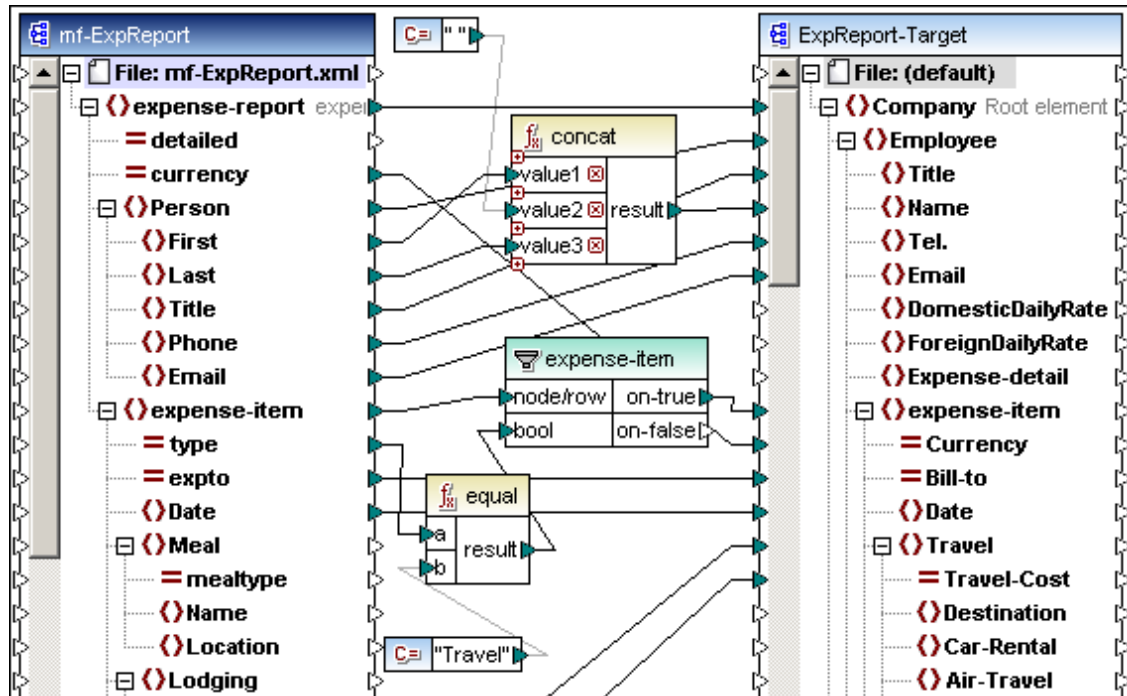 mf-ExpReport
File: mf-ExpReport.xml
expense-report expe
detailed
currency
Person
First
Last
Title
Phone
Email
expense-item
type
expto
Date
Meal
mealtype
Name
Location
Lodging
C= " "
concat
value1
value2 result
value3
expense-item
node/row on-true
bool on-false
equal
a
result
b
C= "Travel"
ExpReport-Target
File: (default)
Company Root element
Employee
Title
Name
Tel.
Email
DomesticDailyRate
ForeignDailyRate
Expense-detail
expense-item
Currency
Bill-to
Date
Travel
Travel-Cost
Destination
Car-Rental
Air-Travel